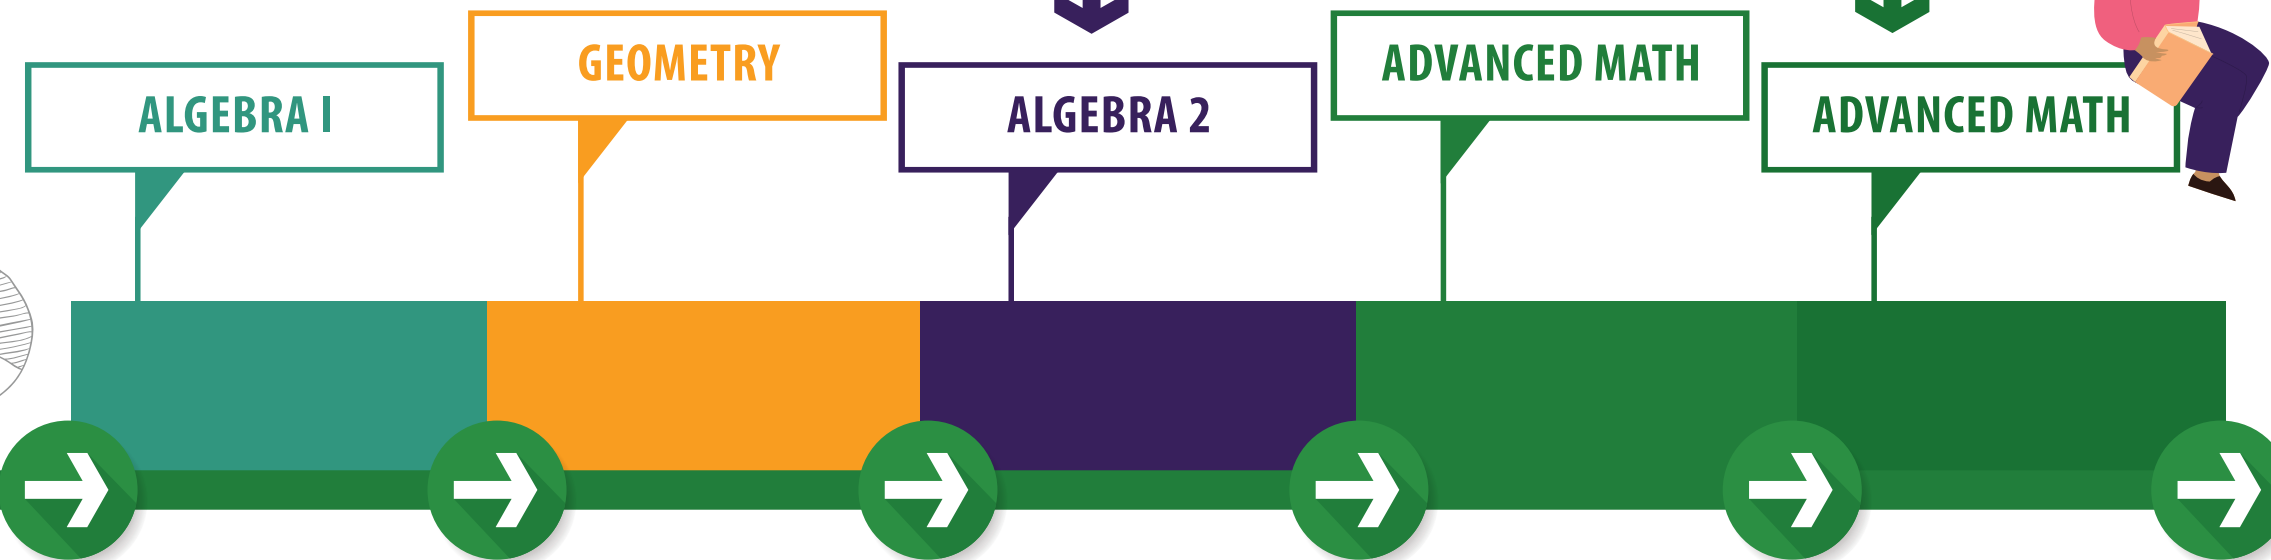 ALGEBRA I
GEOMETRY
ALGEBRA 2
ADVANCED MATH
ADVANCED MATH